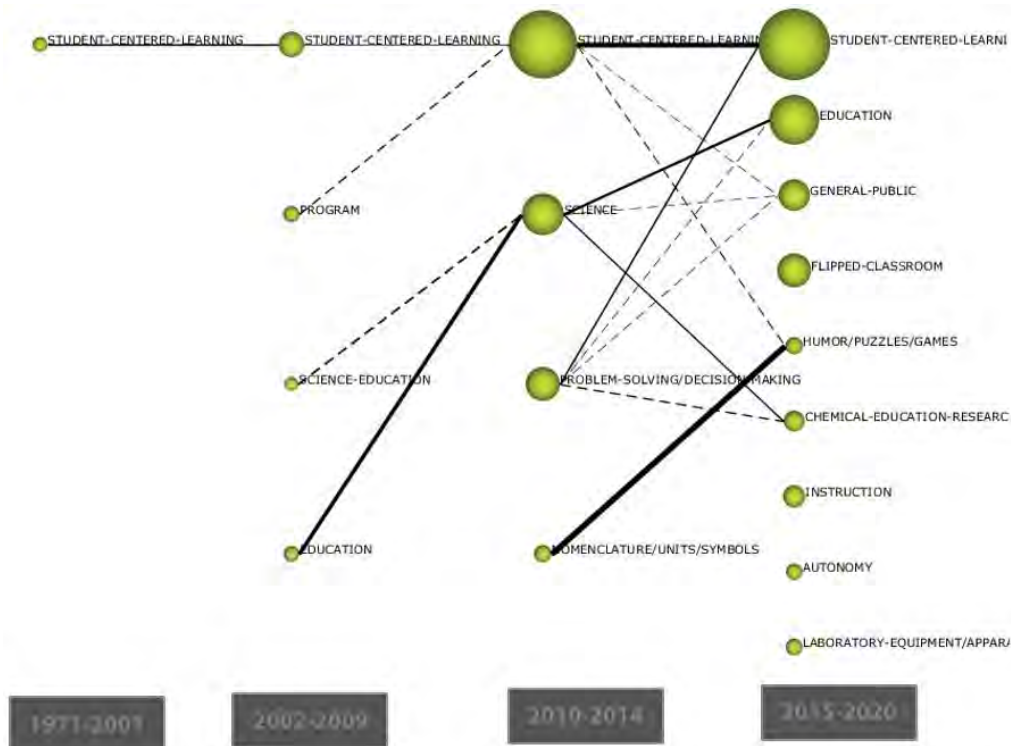 STUDENT-CENTERED-LEARNING
STUDENT-CENTERED-LEARNING
STUDENT-CENTERED-LEARNIN
STUDENT-CENTERED-LEARNI
EDUCATION
GENERAL-PUBLIC
PROGRAM
SCIENCE
FLIPPED-CLASSROOM
HUMOR/PUZZLES/GAMES
SCIENCE-EDUCATION
PROBLEM-SOLVING/DECISION-MAKING
CHEMICAL-EDUCATION-RESEARC
INSTRUCTION
EDUCATION
NOMENCLATURE/UNITS/SYMBOLS
AUTONOMY
LABORATORY-EQUIPMENT/APPARA
1971-2001
2002-2009
2010-2014
2015-2020